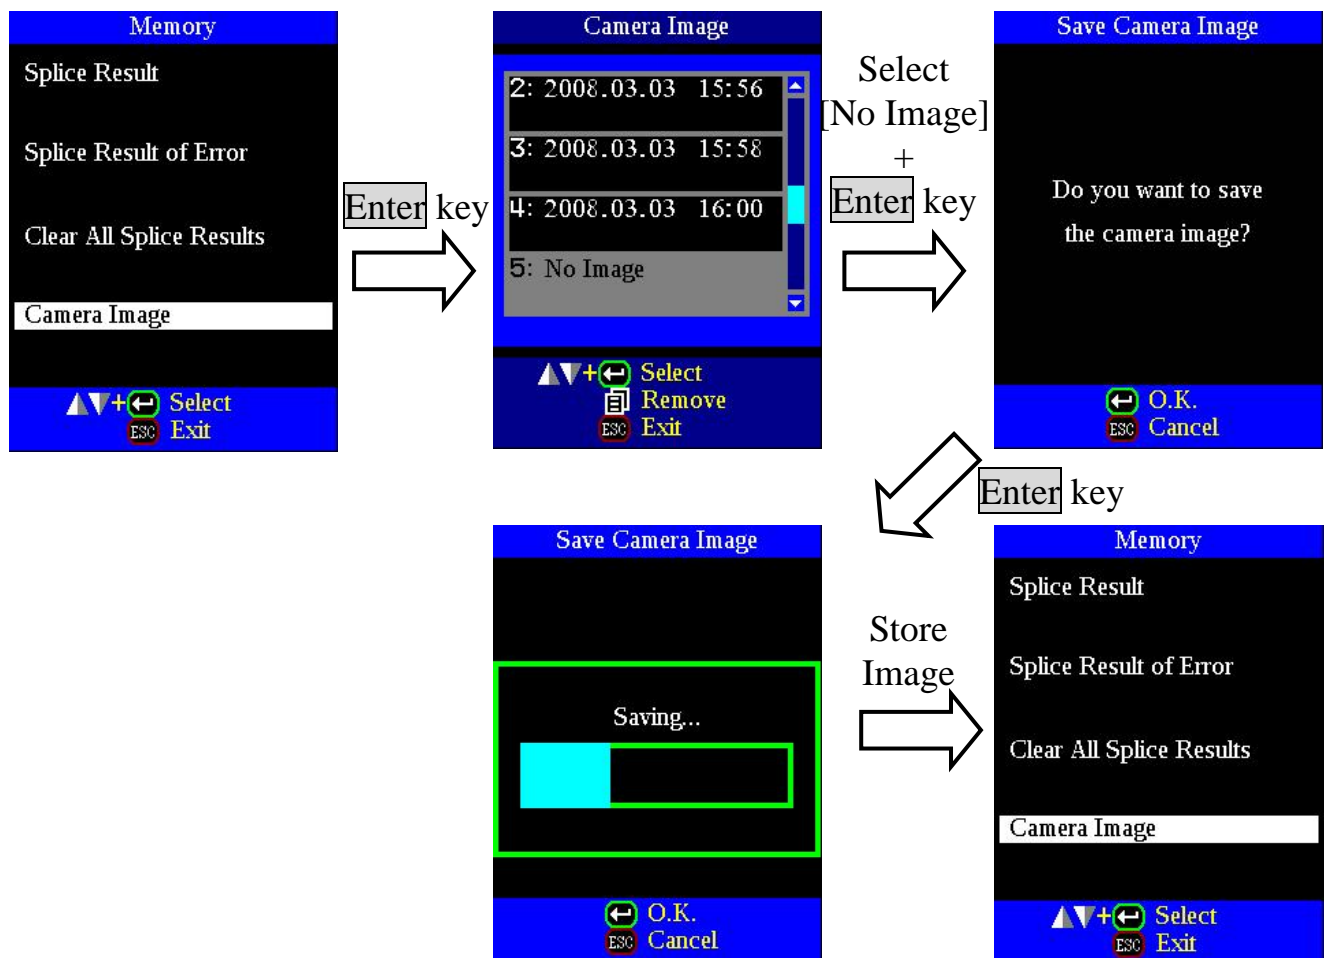 Memory
Splice Result
Splice Result of Error
Clear All Splice Results
Camera Image
+ Select
ESC Exit
Enter key
Camera Image
2: 2008.03.03 15:56
3: 2008.03.03 15:58
4: 2008.03.03 16:00
5: No Image
+ Select
Remove
ESC Exit
Select
[No Image]
+
Enter key
Save Camera Image
Do you want to save
the camera image?
O.K.
ESC Cancel
Enter key
Save Camera Image
Saving...
O.K.
ESC Cancel
Store
Image
Memory
Splice Result
Splice Result of Error
Clear All Splice Results
Camera Image
+ Select
ESC Exit